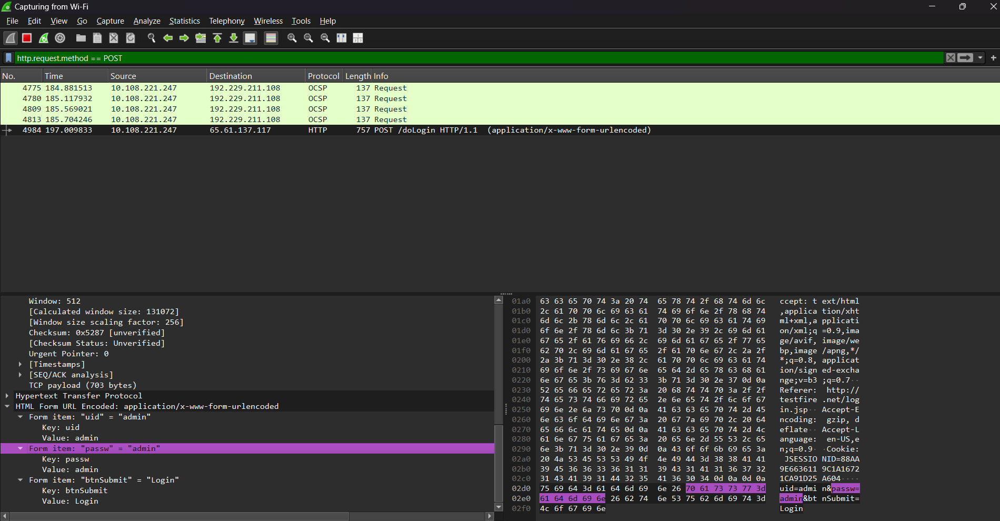 Capturing from Wi-Fi
File Edit View Go Capture Analyze Statistics Telephony Wireless Tools Help
http.request.method == POST
No. Time Source Destination Protocol Length Info
4775 184.881513 10.108.221.247 192.229.211.108 OCSP 137 Request
4780 185.117932 10.108.221.247 192.229.211.108 OCSP 137 Request
4809 185.569021 10.108.221.247 192.229.211.108 OCSP 137 Request
4813 185.704246 10.108.221.247 192.229.211.108 OCSP 137 Request
4984 197.009833 10.108.221.247 65.61.137.117 HTTP 757 POST /doLogin HTTP/1.1 (application/x-www-form-urlencoded)
Window: 512
[Calculated window size: 131072]
[Window size scaling factor: 256]
Checksum: 0x5287 [unverified]
[Checksum Status: Unverified]
Urgent Pointer: 0
[Timestamps]
[SEQ/ACK analysis]
TCP payload (703 bytes)
Hypertext Transfer Protocol
HTML Form URL Encoded: application/x-www-form-urlencoded
Form item: "uid" = "admin"
Key: uid
Value: admin
Form item: "passw" = "admin"
Key: passw
Value: admin
Form item: "btnSubmit" = "Login"
Key: btnSubmit
Value: Login
01a0 63 63 65 70 74 3a 20 74 65 78 74 2f 68 74 6d 6c ccept: t ext/html
01b0 2c 61 70 70 6c 69 63 61 74 69 6f 6e 2f 78 68 74 ,applica tion/xht
01c0 6d 6c 2b 78 6d 6c 2c 61 70 70 6c 69 63 61 74 69 ml+xml,a pplicati
01d0 6f 6e 2f 78 6d 6c 3b 71 3d 30 2e 39 2c 69 6d 61 on/xml;q =0.9,ima
01e0 67 65 2f 61 76 69 66 2c 69 6d 61 67 65 2f 77 65 ge/avif, image/we
01f0 62 70 2c 69 6d 61 67 65 2f 61 70 6e 67 2c 2a 2f bp,image /apng,*/
0200 2a 3b 71 3d 30 2e 38 2c 61 70 70 6c 69 63 61 74 *;q=0.8, applicat
0210 69 6f 6e 2f 73 69 67 6e 65 64 2d 65 78 63 68 61 ion/sign ed-excha
0220 6e 67 65 3b 76 3d 62 33 3b 71 3d 30 2e 37 0d 0a nge;v=b3 ;q=0.7··
0230 52 65 66 65 72 65 72 3a 20 68 74 74 70 3a 2f 2f Referer: http://
0240 74 65 73 74 66 69 72 65 2e 6e 65 74 2f 6c 6f 67 testfire .net/log
0250 69 6e 2e 6a 73 70 0d 0a 41 63 63 65 70 74 2d 45 in.jsp·· Accept-E
0260 6e 63 6f 64 69 6e 67 3a 20 67 7a 69 70 2c 20 64 ncoding: gzip, d
0270 65 66 6c 61 74 65 0d 0a 41 63 63 65 70 74 2d 4c eflate·· Accept-L
0280 61 6e 67 75 61 67 65 3a 20 65 6e 2d 55 53 2c 65 anguage: en-US,e
0290 6e 3b 71 3d 30 2e 39 0d 0a 43 6f 6f 6b 69 65 3a n;q=0.9· ·Cookie:
02a0 20 4a 53 45 53 53 49 4f 4e 49 44 3d 38 38 41 41 JSESSIO NID=88AA
02b0 39 45 36 36 33 36 31 31 39 43 31 41 31 36 37 32 9E663611 9C1A1672
02c0 31 43 41 39 31 44 32 35 41 36 30 34 0d 0a 0d 0a 1CA91D25 A604····
02d0 75 69 64 3d 61 64 6d 69 6e 26 70 61 73 73 77 3d uid=admi n&passw=
02e0 61 64 6d 69 6e 26 62 74 6e 53 75 62 6d 69 74 3d admin&bt nSubmit=
02f0 4c 6f 67 69 6e Login